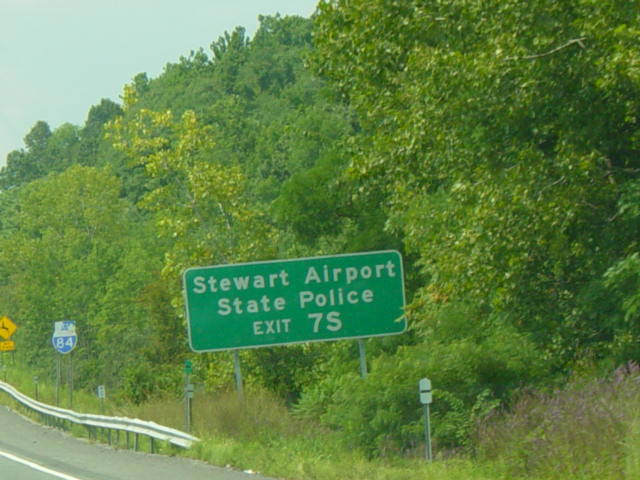 Stewart Airport
State Police
EXIT 7S
84